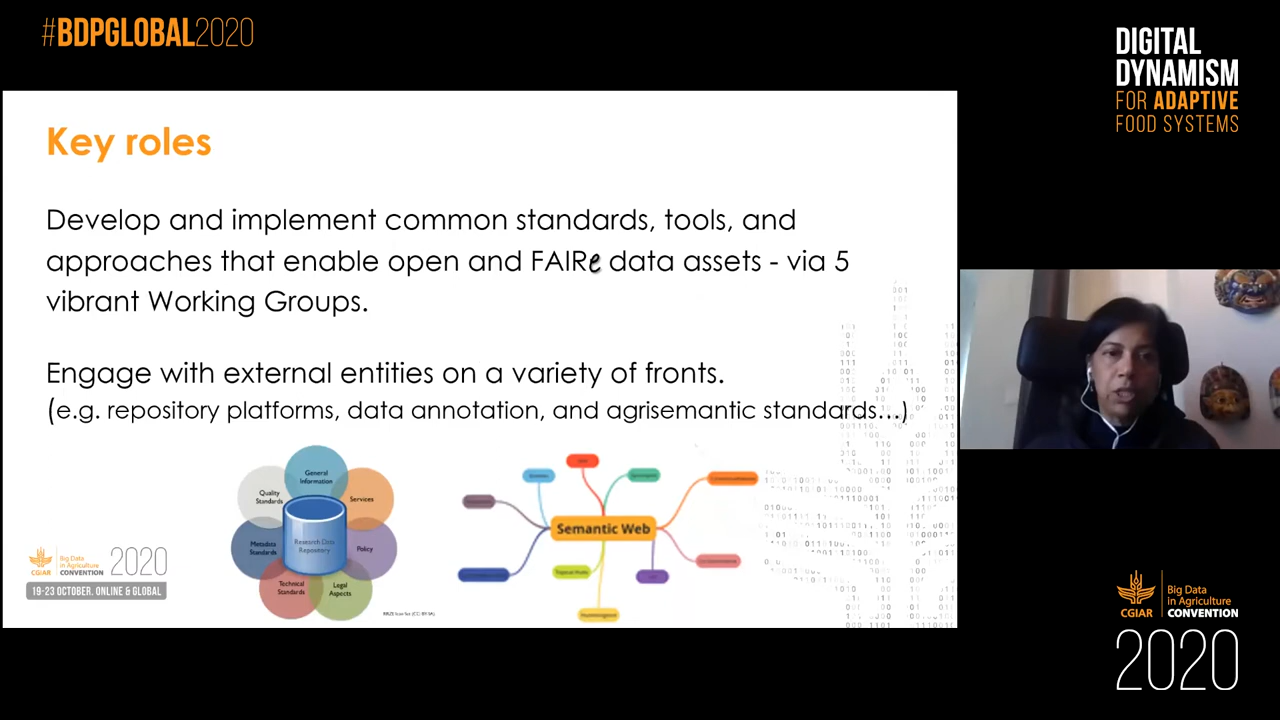 #BDPGLOBAL2020
DIGITAL
DYNAMISM
FOR ADAPTIVE
FOOD SYSTEMS
Key roles
Develop and implement common standards, tools, and
approaches that enable open and FAIRe data assets - via 5
vibrant Working Groups.
Engage with external entities on a variety of fronts.
(e.g. repository platforms, data annotation, and agrisemantic standards...)
General
Information
Quality
Standards
Services
Research Data
Repository
Metadata
Standards
Policy
Technical
Standards
Legal
Aspects
Semantic Web
CGIAR
Big Data
in Agriculture
CONVENTION
2020
19-23 OCTOBER. ONLINE & GLOBAL
CGIAR
Big Data
in Agriculture
CONVENTION
2020